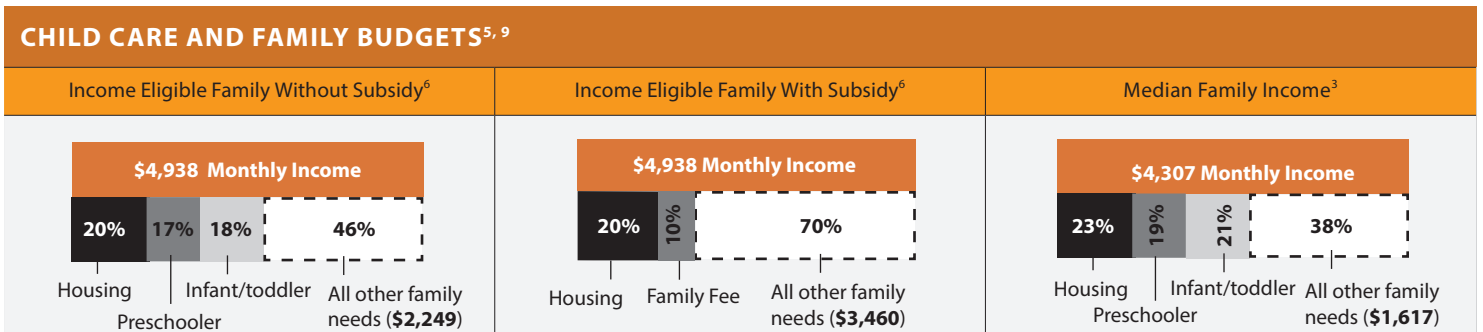 CHILD CARE AND FAMILY BUDGETS5, 9
Income Eligible Family Without Subsidy6
$4,938 Monthly Income
20% 17% 18% 46%
Housing
Preschooler
Infant/toddler
All other family
needs ($2,249)
Income Eligible Family With Subsidy6
$4,938 Monthly Income
20% 10% 70%
Housing
Family Fee
All other family
needs ($3,460)
Median Family Income3
$4,307 Monthly Income
23% 19% 21% 38%
Housing
Preschooler
Infant/toddler
All other family
needs ($1,617)